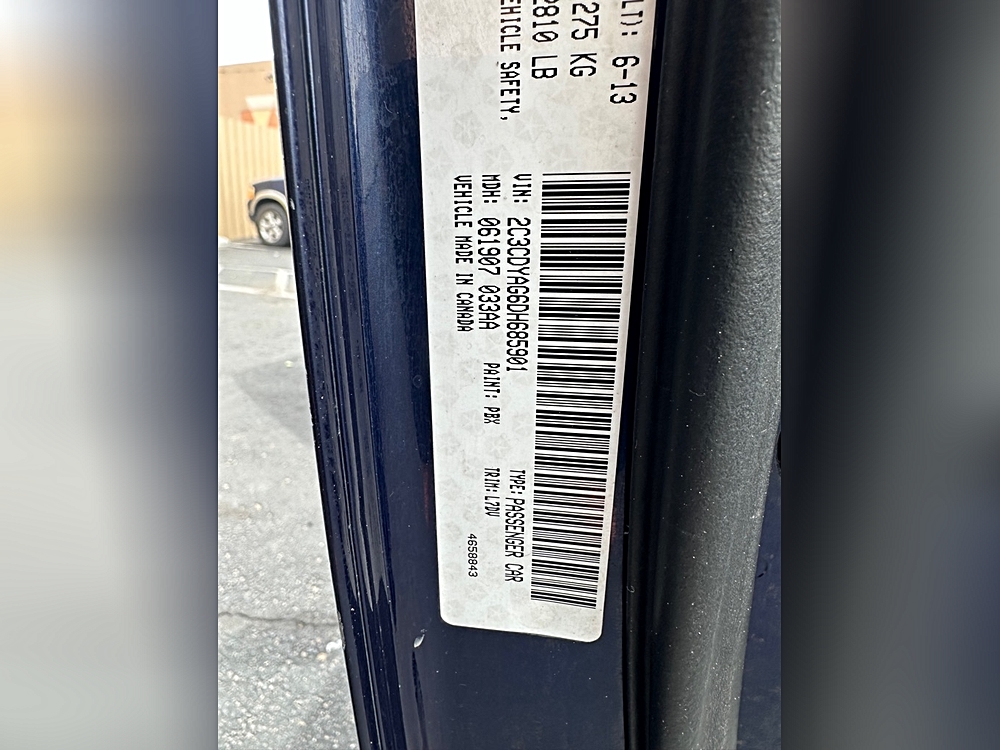 LT): 6-13
275 KG
2810 LB
VEHICLE SAFETY,
VIN: 2C3CDYAG6DH685901 TYPE: PASSENGER CAR
MDH: 061907 033AA PAINT: PBX TRIM: L7DV
VEHICLE MADE IN CANADA
4658843